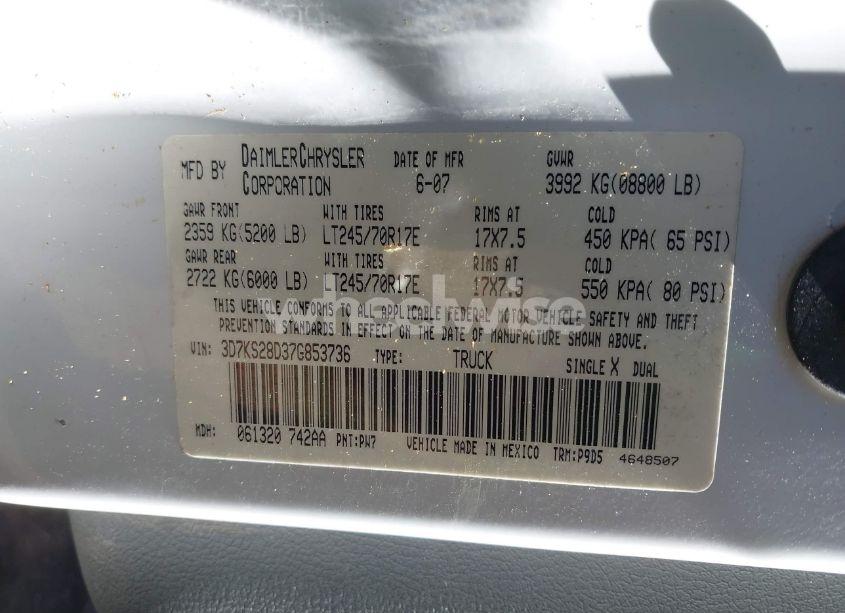 MFD BY DAIMLERCHRYSLER CORPORATION DATE OF MFR 6-07 GVWR 3992 KG(08800 LB)
GAWR FRONT WITH TIRES RIMS AT COLD
2359 KG(5200 LB) LT245/70R17E 17X7.5 450 KPA( 65 PSI)
GAWR REAR WITH TIRES RIMS AT COLD
2722 KG(6000 LB) LT245/70R17E 17X7.5 550 KPA( 80 PSI)
THIS VEHICLE CONFORMS TO ALL APPLICABLE FEDERAL MOTOR VEHICLE SAFETY AND THEFT
PREVENTION STANDARDS IN EFFECT ON THE DATE OF MANUFACTURE SHOWN ABOVE.
VIN: 3D7KS28D37G853736 TYPE: TRUCK SINGLE X DUAL
MDH: 061320 742AA PNT:PW7 VEHICLE MADE IN MEXICO TRM:P9D5 4648507
wheelwise